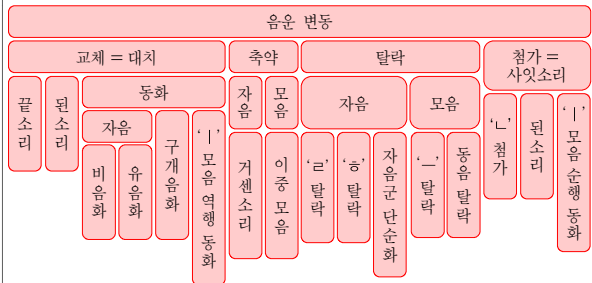 음운 변동
교체 = 대치
축약
탈락
첨가 =
사잇소리
끝소리
된소리
동화
자음
모음
자음
모음
'ㄴ' 첨가
된소리
'ㅣ' 모음 순행 동화
자음
구개음화
'ㅣ' 모음 역행 동화
거센소리
이중 모음
'ㄹ' 탈락
'ㅎ' 탈락
자음군 단순화
'ㅡ' 탈락
동음 탈락
비음화
유음화